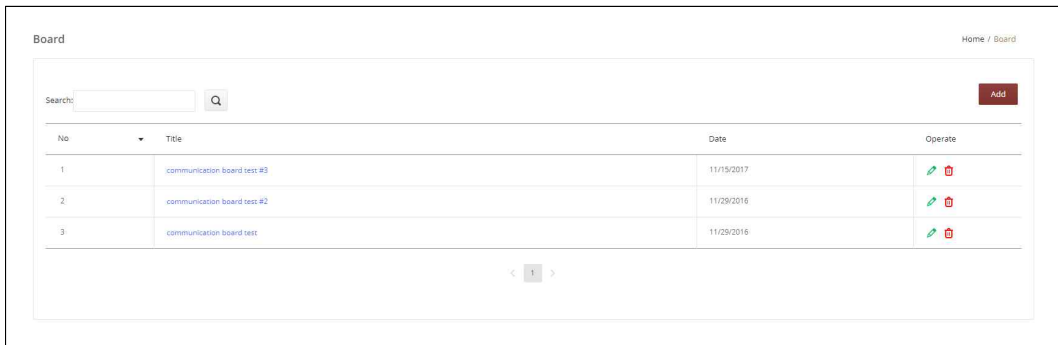 Board
Home / Board
Search:
Add
No Title Date Operate
1 communication board test #3 11/15/2017
2 communication board test #2 11/29/2016
3 communication board test 11/29/2016
< 1 >